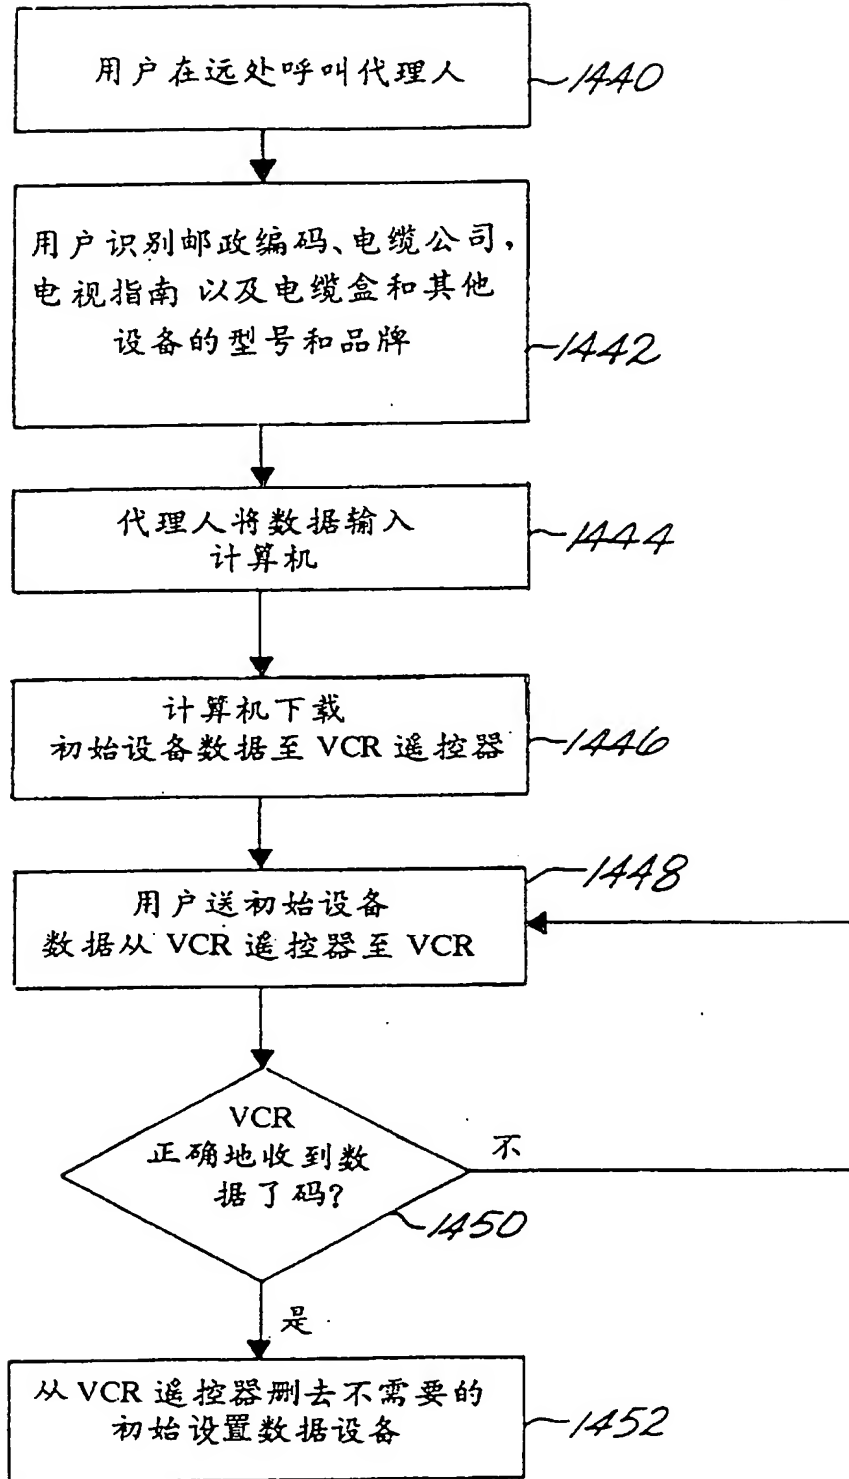 用户在远处呼叫代理人
1440
用户识别邮政编码、电缆公司,
电视指南以及电缆盒和其他
设备的型号和品牌
1442
代理人将数据输入
计算机
1444
计算机下载
初始设备数据至 VCR 遥控器
1446
用户送初始设备
数据从 VCR 遥控器至 VCR
1448
VCR
正确地收到数
据了码?
不
1450
是
从 VCR 遥控器删去不需要的
初始设置数据设备
1452